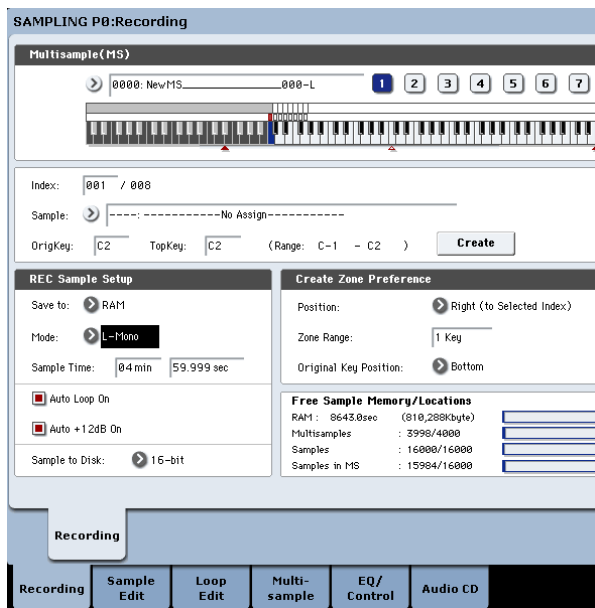 SAMPLING P0:Recording
Multisample(MS)
0000: NewMS_______________000-L
1 2 3 4 5 6 7
Index: 001 / 008
Sample: ----: ------------No Assign-----------
OrigKey: C2 TopKey: C2 (Range: C-1 - C2 ) Create
REC Sample Setup
Save to: RAM
Mode: L-Mono
Sample Time: 04 min 59.999 sec
Auto Loop On
Auto +12dB On
Sample to Disk: 16-bit
Create Zone Preference
Position: Right (to Selected Index)
Zone Range: 1 Key
Original Key Position: Bottom
Free Sample Memory/Locations
RAM : 8643.0sec (810,288Kbyte)
Multisamples : 3998/4000
Samples : 16000/16000
Samples in MS : 15984/16000
Recording
Recording
Sample Edit
Loop Edit
Multi-sample
EQ/Control
Audio CD